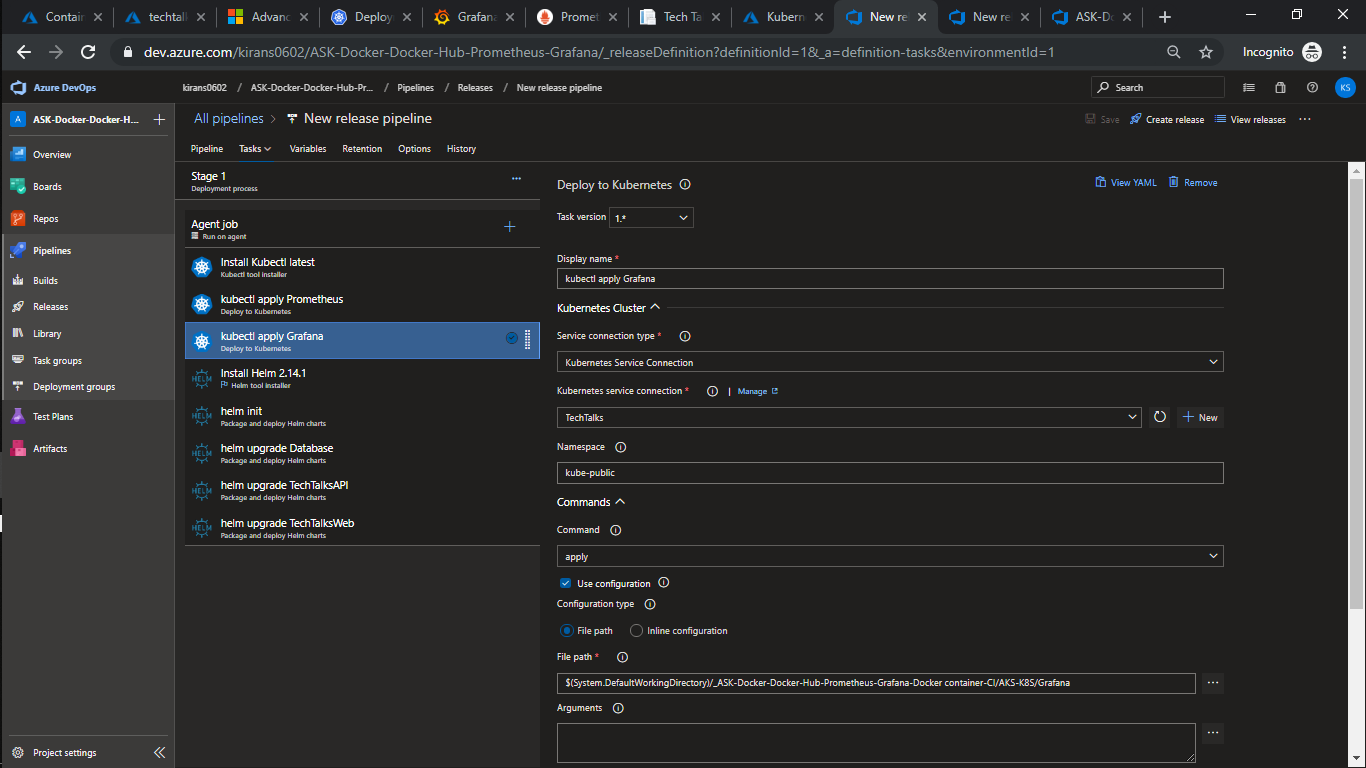 Contain
techtalk
Advanc
Deploy
Grafana
Promet
Tech Ta
Kubern
New re
New re
ASK-Do
dev.azure.com/kirans0602/ASK-Docker-Docker-Hub-Prometheus-Grafana/_releaseDefinition?definitionId=1&_a=definition-tasks&environmentId=1
Incognito
Azure DevOps
kirans0602 / ASK-Docker-Docker-Hub-Pr... / Pipelines / Releases / New release pipeline
Search
KS
A
ASK-Docker-Docker-H...
Overview
Boards
Repos
Pipelines
Builds
Releases
Library
Task groups
Deployment groups
Test Plans
Artifacts
Project settings
All pipelines > New release pipeline
Save
Create release
View releases
Pipeline
Tasks
Variables
Retention
Options
History
Stage 1
Deployment process
Agent job
Run on agent
Install Kubectl latest
Kubectl tool installer
kubectl apply Prometheus
Deploy to Kubernetes
kubectl apply Grafana
Deploy to Kubernetes
HELM
Install Helm 2.14.1
Helm tool installer
HELM
helm init
Package and deploy Helm charts
HELM
helm upgrade Database
Package and deploy Helm charts
HELM
helm upgrade TechTalksAPI
Package and deploy Helm charts
HELM
helm upgrade TechTalksWeb
Package and deploy Helm charts
Deploy to Kubernetes
View YAML
Remove
Task version
1.*
Display name *
kubectl apply Grafana
Kubernetes Cluster
Service connection type *
Kubernetes Service Connection
Kubernetes service connection * | Manage
TechTalks
New
Namespace
kube-public
Commands
Command
apply
Use configuration
Configuration type
File path
Inline configuration
File path *
$(System.DefaultWorkingDirectory)/_ASK-Docker-Docker-Hub-Prometheus-Grafana-Docker container-CI/AKS-K8S/Grafana
Arguments